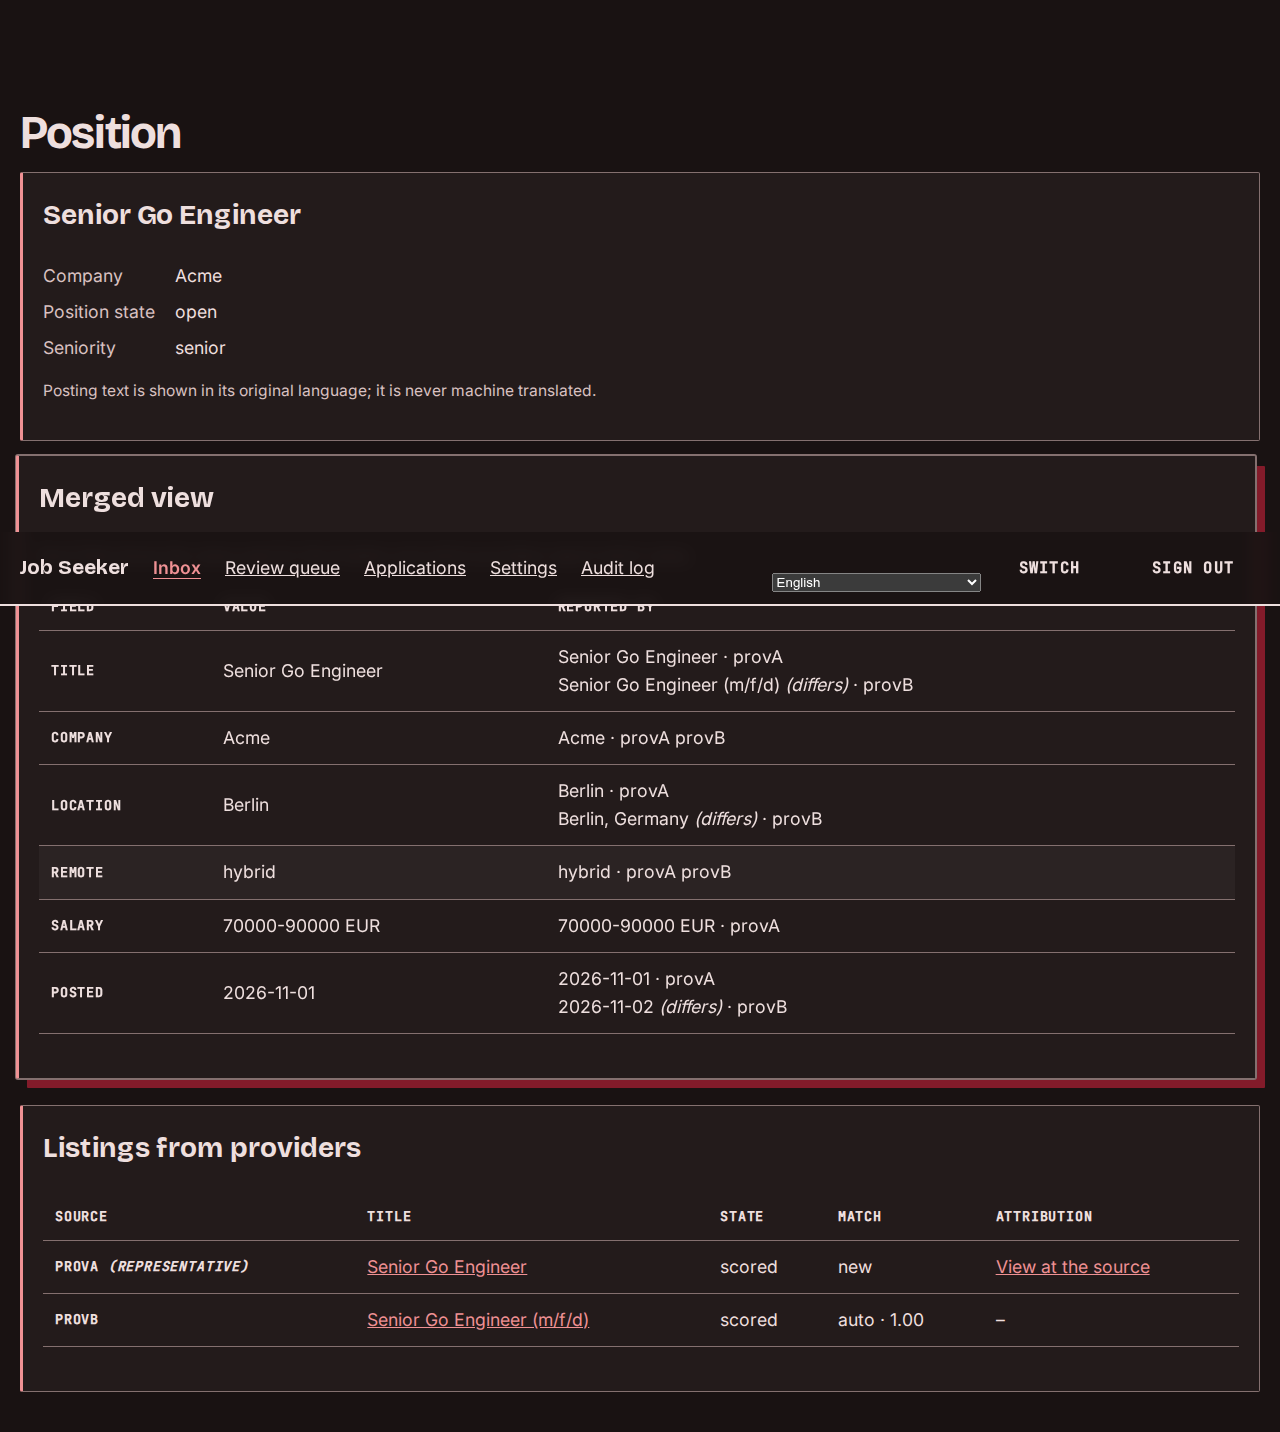 Position
Senior Go Engineer
Company Acme
Position state open
Seniority senior
Posting text is shown in its original language; it is never machine translated.
Merged view
Job Seeker Inbox Review queue Applications Settings Audit log English SWITCH SIGN OUT
FIELD VALUE REPORTED BY
TITLE Senior Go Engineer Senior Go Engineer · provA
Senior Go Engineer (m/f/d) (differs) · provB
COMPANY Acme Acme · provA provB
LOCATION Berlin Berlin · provA
Berlin, Germany (differs) · provB
REMOTE hybrid hybrid · provA provB
SALARY 70000-90000 EUR 70000-90000 EUR · provA
POSTED 2026-11-01 2026-11-01 · provA
2026-11-02 (differs) · provB
Listings from providers
SOURCE TITLE STATE MATCH ATTRIBUTION
PROVA (REPRESENTATIVE) Senior Go Engineer scored new View at the source
PROVB Senior Go Engineer (m/f/d) scored auto · 1.00 –